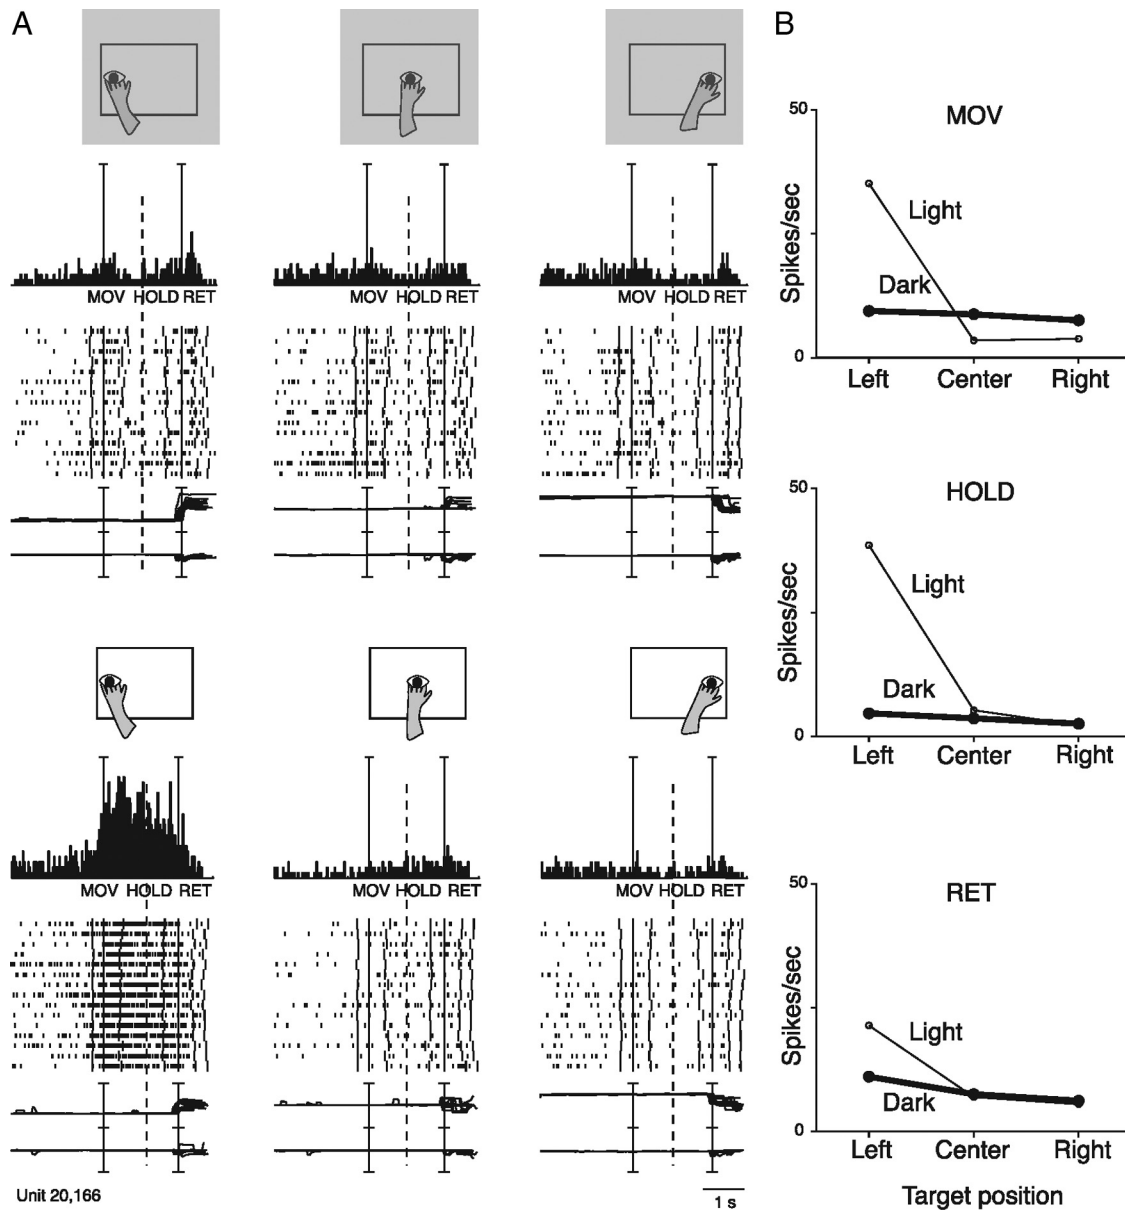 A
B
MOV HOLD RET
MOV HOLD RET
MOV HOLD RET
MOV HOLD RET
MOV HOLD RET
MOV HOLD RET
Unit 20,166
1 s
50
MOV
Spikes/sec
Light
Dark
0
Left Center Right
50
HOLD
Spikes/sec
Light
Dark
0
Left Center Right
50
RET
Spikes/sec
Light
Dark
0
Left Center Right
Target position